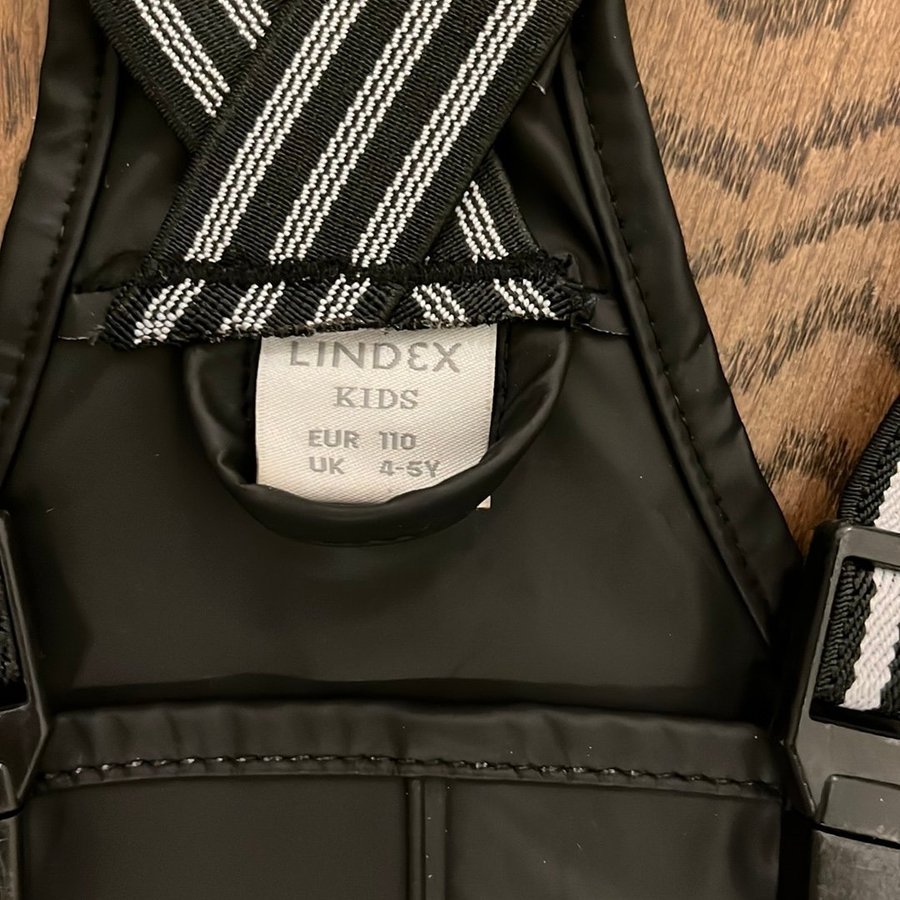 LINDEX
KIDS
EUR 110
UK 4-5Y